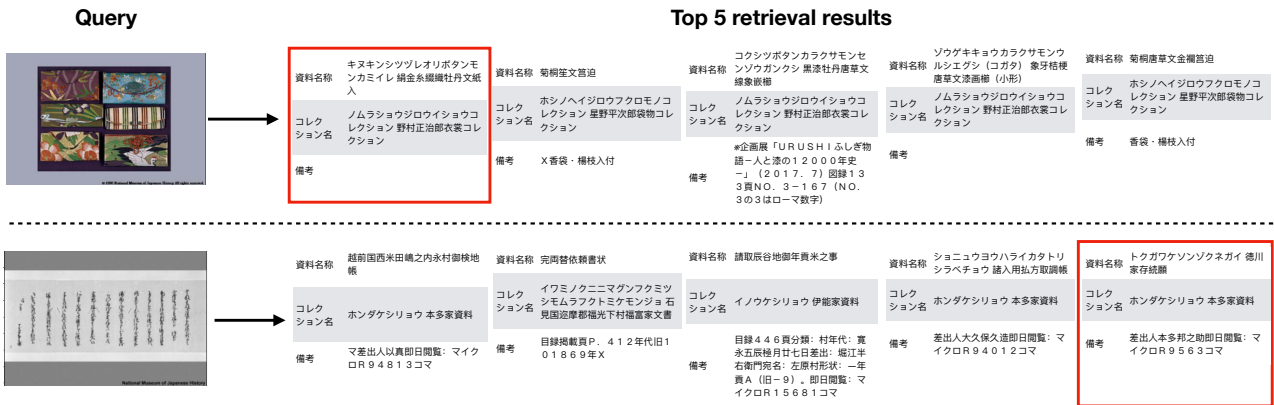 Query
Top 5 retrieval results
資料名称
キヌキンシツヅレオリボタンモ
ンカミイレ 絹金糸綴織牡丹文紙
入
コレク
ション名
ノムラショウジロウイショウコ
レクション 野村正治郎衣裳コレ
クション
備考
資料名称
菊桐笙文筥迫
コレク
ション名
ホシノヘイジロウフクロモノコ
レクション 星野平次郎袋物コレ
クション
備考
X香袋・楊枝入付
資料名称
コクシツボタンカラクサモンセ
ンゾウガンクシ 黒漆牡丹唐草文
線象嵌櫛
コレク
ション名
ノムラショウジロウイショウコ
レクション 野村正治郎衣裳コレ
クション
備考
*企画展「URUSHIふしぎ物
語－人と漆の12000年史
－」(2017.7)図録13
3頁NO.3－167(NO.
3の3はローマ数字)
資料名称
ゾウゲキキョウカラクサモンウ
ルシエグシ(コガタ) 象牙桔梗
唐草文漆画櫛(小形)
コレク
ション名
ノムラショウジロウイショウコ
レクション 野村正治郎衣裳コレ
クション
備考
資料名称
菊唐草文金襴筥迫
コレク
ション名
ホシノヘイジロウフクロモノコ
レクション 星野平次郎袋物コレ
クション
備考
香袋・楊枝入付
National Museum of Japanese History
資料名称
越前国西米田嶋之内永村御検地
帳
コレク
ション名
ホンダケシリョウ 本多家資料
備考
マ差出人以真即日閲覧：マイク
ロR94813コマ
資料名称
完両替依頼書状
コレク
ション名
イワミノクニニマグンフクミツ
シモムラフクトミケモンジョ 石
見国迩摩郡福光下村福富家文書
備考
目録掲載頁P.412年代旧1
01869年X
資料名称
請取辰谷地御年貢米之事
コレク
ション名
イノウケシリョウ 伊能家資料
備考
目録446頁分類：村年代：寛
永五辰極月廿七日差出：堀江半
右衛門宛名：左原村形状：一年
貢A(旧－9)。即日閲覧：マ
イクロR15681コマ
資料名称
ショニュウヨウハライカタトリ
シラベチョウ 諸入用払方取調帳
コレク
ション名
ホンダケシリョウ 本多家資料
備考
差出人大久保久造即日閲覧：マ
イクロR94012コマ
資料名称
トクガワケソンゾクネガイ 徳川
家存続願
コレク
ション名
ホンダケシリョウ 本多家資料
備考
差出人本多邦之助即日閲覧：マ
イクロR9563コマ